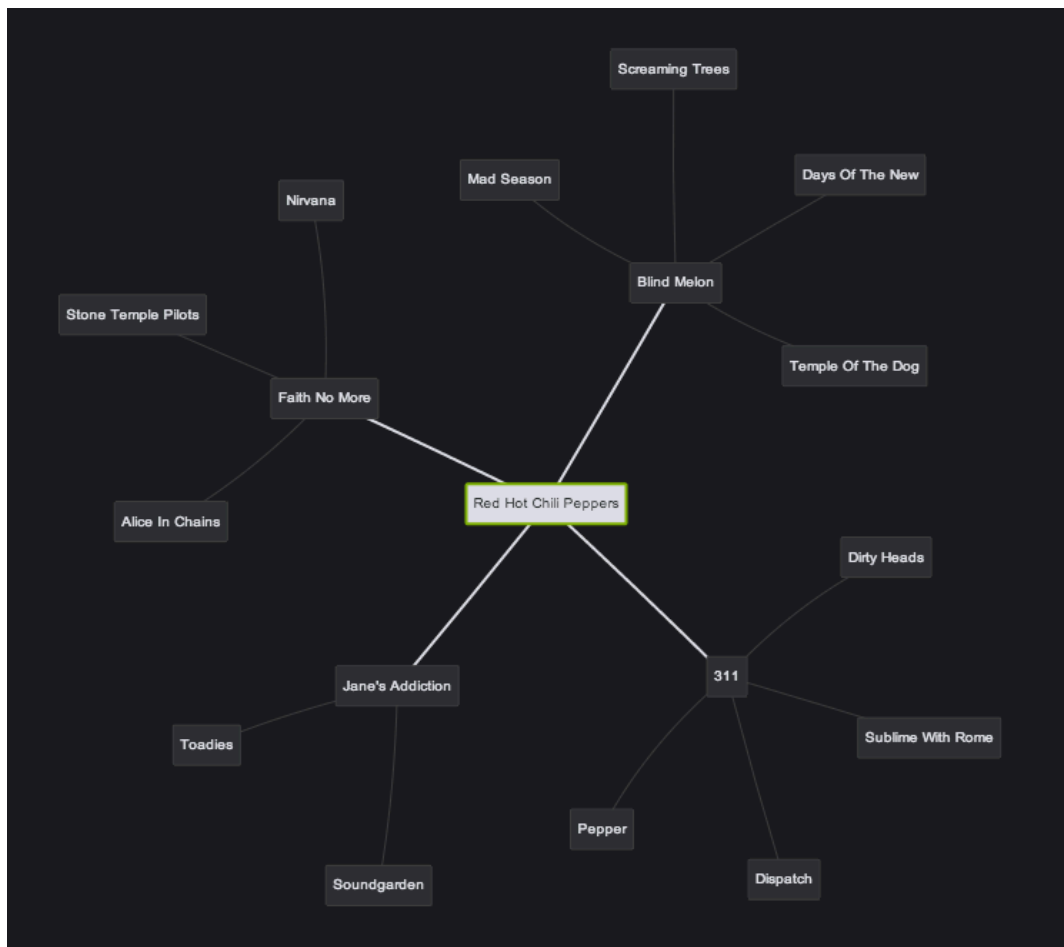 Screaming Trees
Mad Season
Days Of The New
Nirvana
Blind Melon
Stone Temple Pilots
Temple Of The Dog
Faith No More
Red Hot Chili Peppers
Alice In Chains
Dirty Heads
311
Jane's Addiction
Sublime With Rome
Toadies
Pepper
Dispatch
Soundgarden